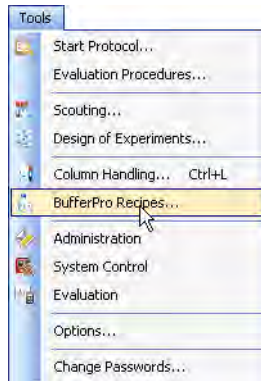 Tools
Start Protocol...
Evaluation Procedures...
Scouting...
Design of Experiments...
Column Handling... Ctrl+L
BufferPro Recipes...
Administration
System Control
Evaluation
Options...
Change Passwords...